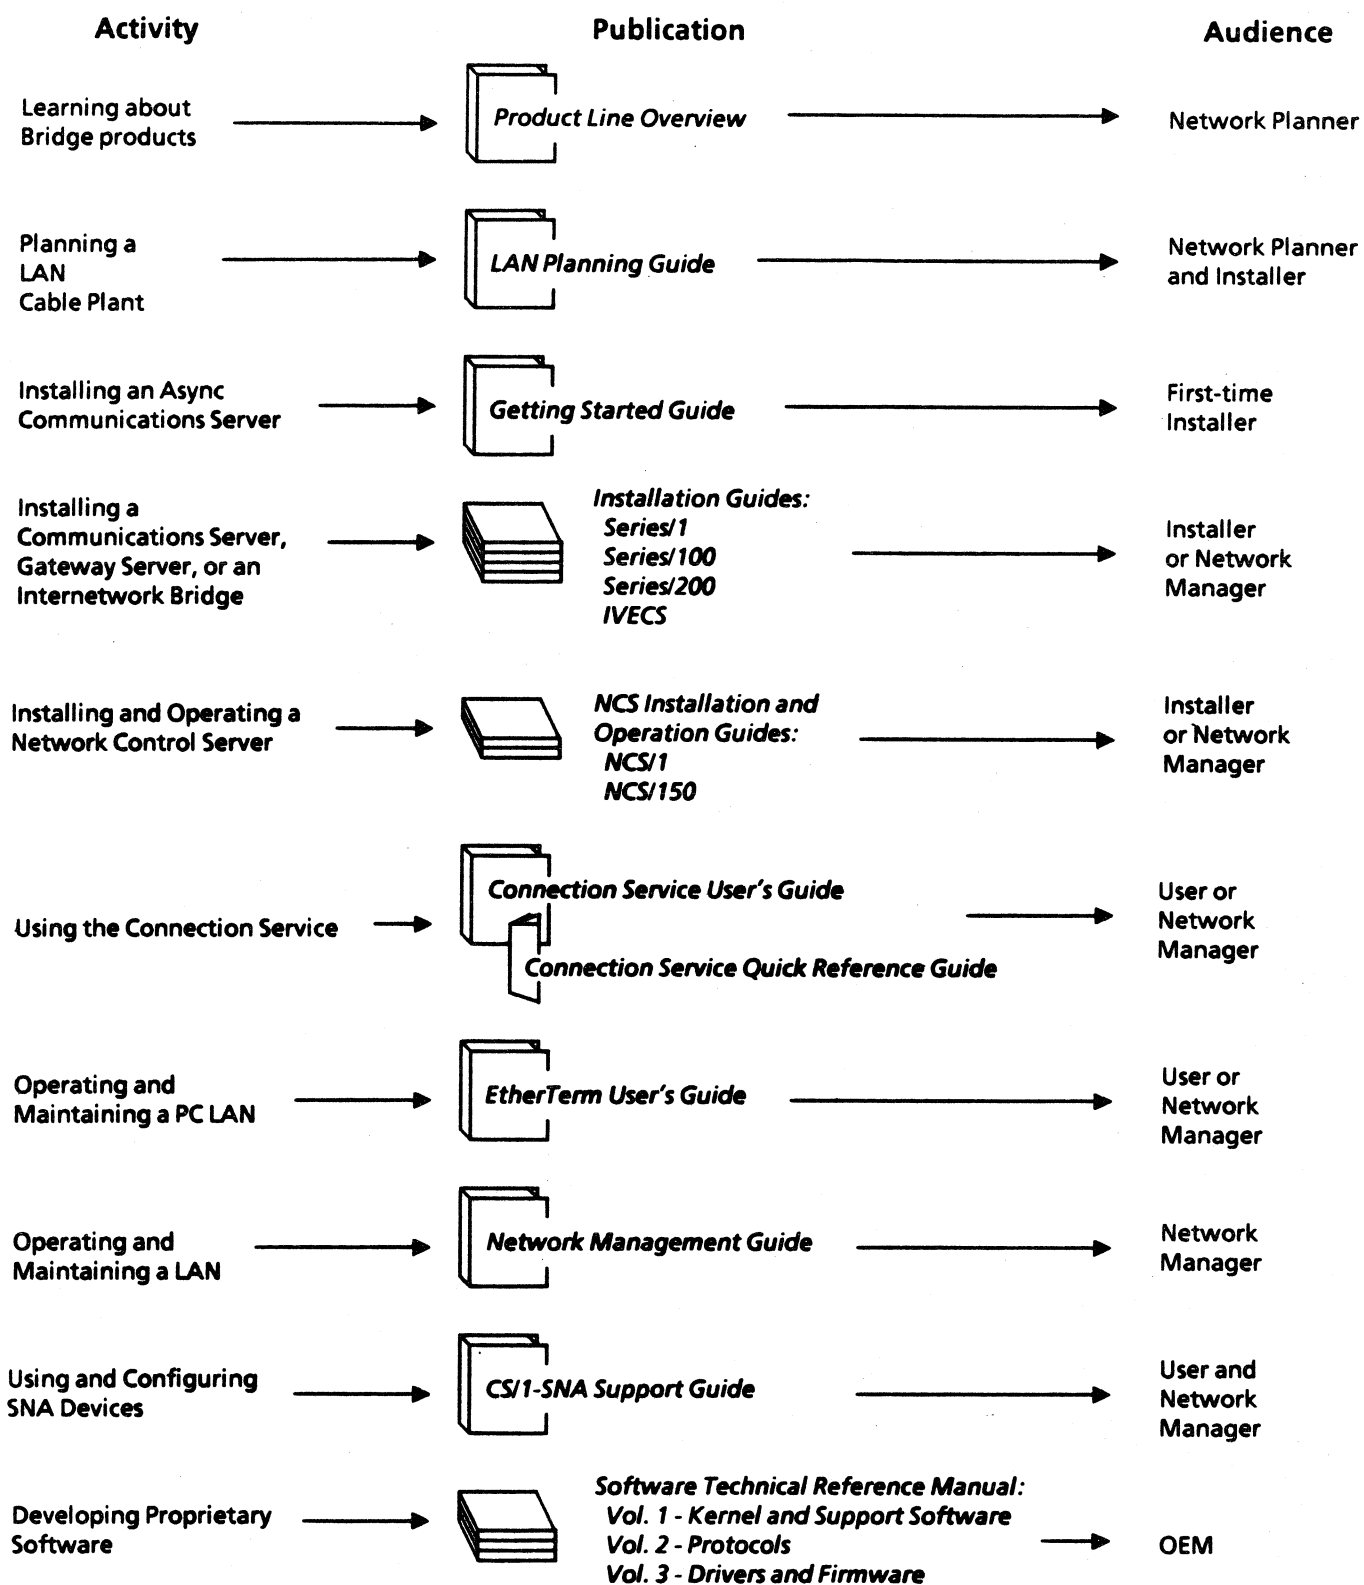 Activity
Publication
Audience
Learning about
Bridge products
Product Line Overview
Network Planner
Planning a
LAN
Cable Plant
LAN Planning Guide
Network Planner
and Installer
Installing an Async
Communications Server
Getting Started Guide
First-time
Installer
Installing a
Communications Server,
Gateway Server, or an
Internetwork Bridge
Installation Guides:
Series/1
Series/100
Series/200
IVECS
Installer
or Network
Manager
Installing and Operating a
Network Control Server
NCS Installation and
Operation Guides:
NCS/1
NCS/150
Installer
or Network
Manager
Using the Connection Service
Connection Service User's Guide
Connection Service Quick Reference Guide
User or
Network
Manager
Operating and
Maintaining a PC LAN
EtherTerm User's Guide
User or
Network
Manager
Operating and
Maintaining a LAN
Network Management Guide
Network
Manager
Using and Configuring
SNA Devices
CS/1-SNA Support Guide
User and
Network
Manager
Developing Proprietary
Software
Software Technical Reference Manual:
Vol. 1 - Kernel and Support Software
Vol. 2 - Protocols
Vol. 3 - Drivers and Firmware
OEM